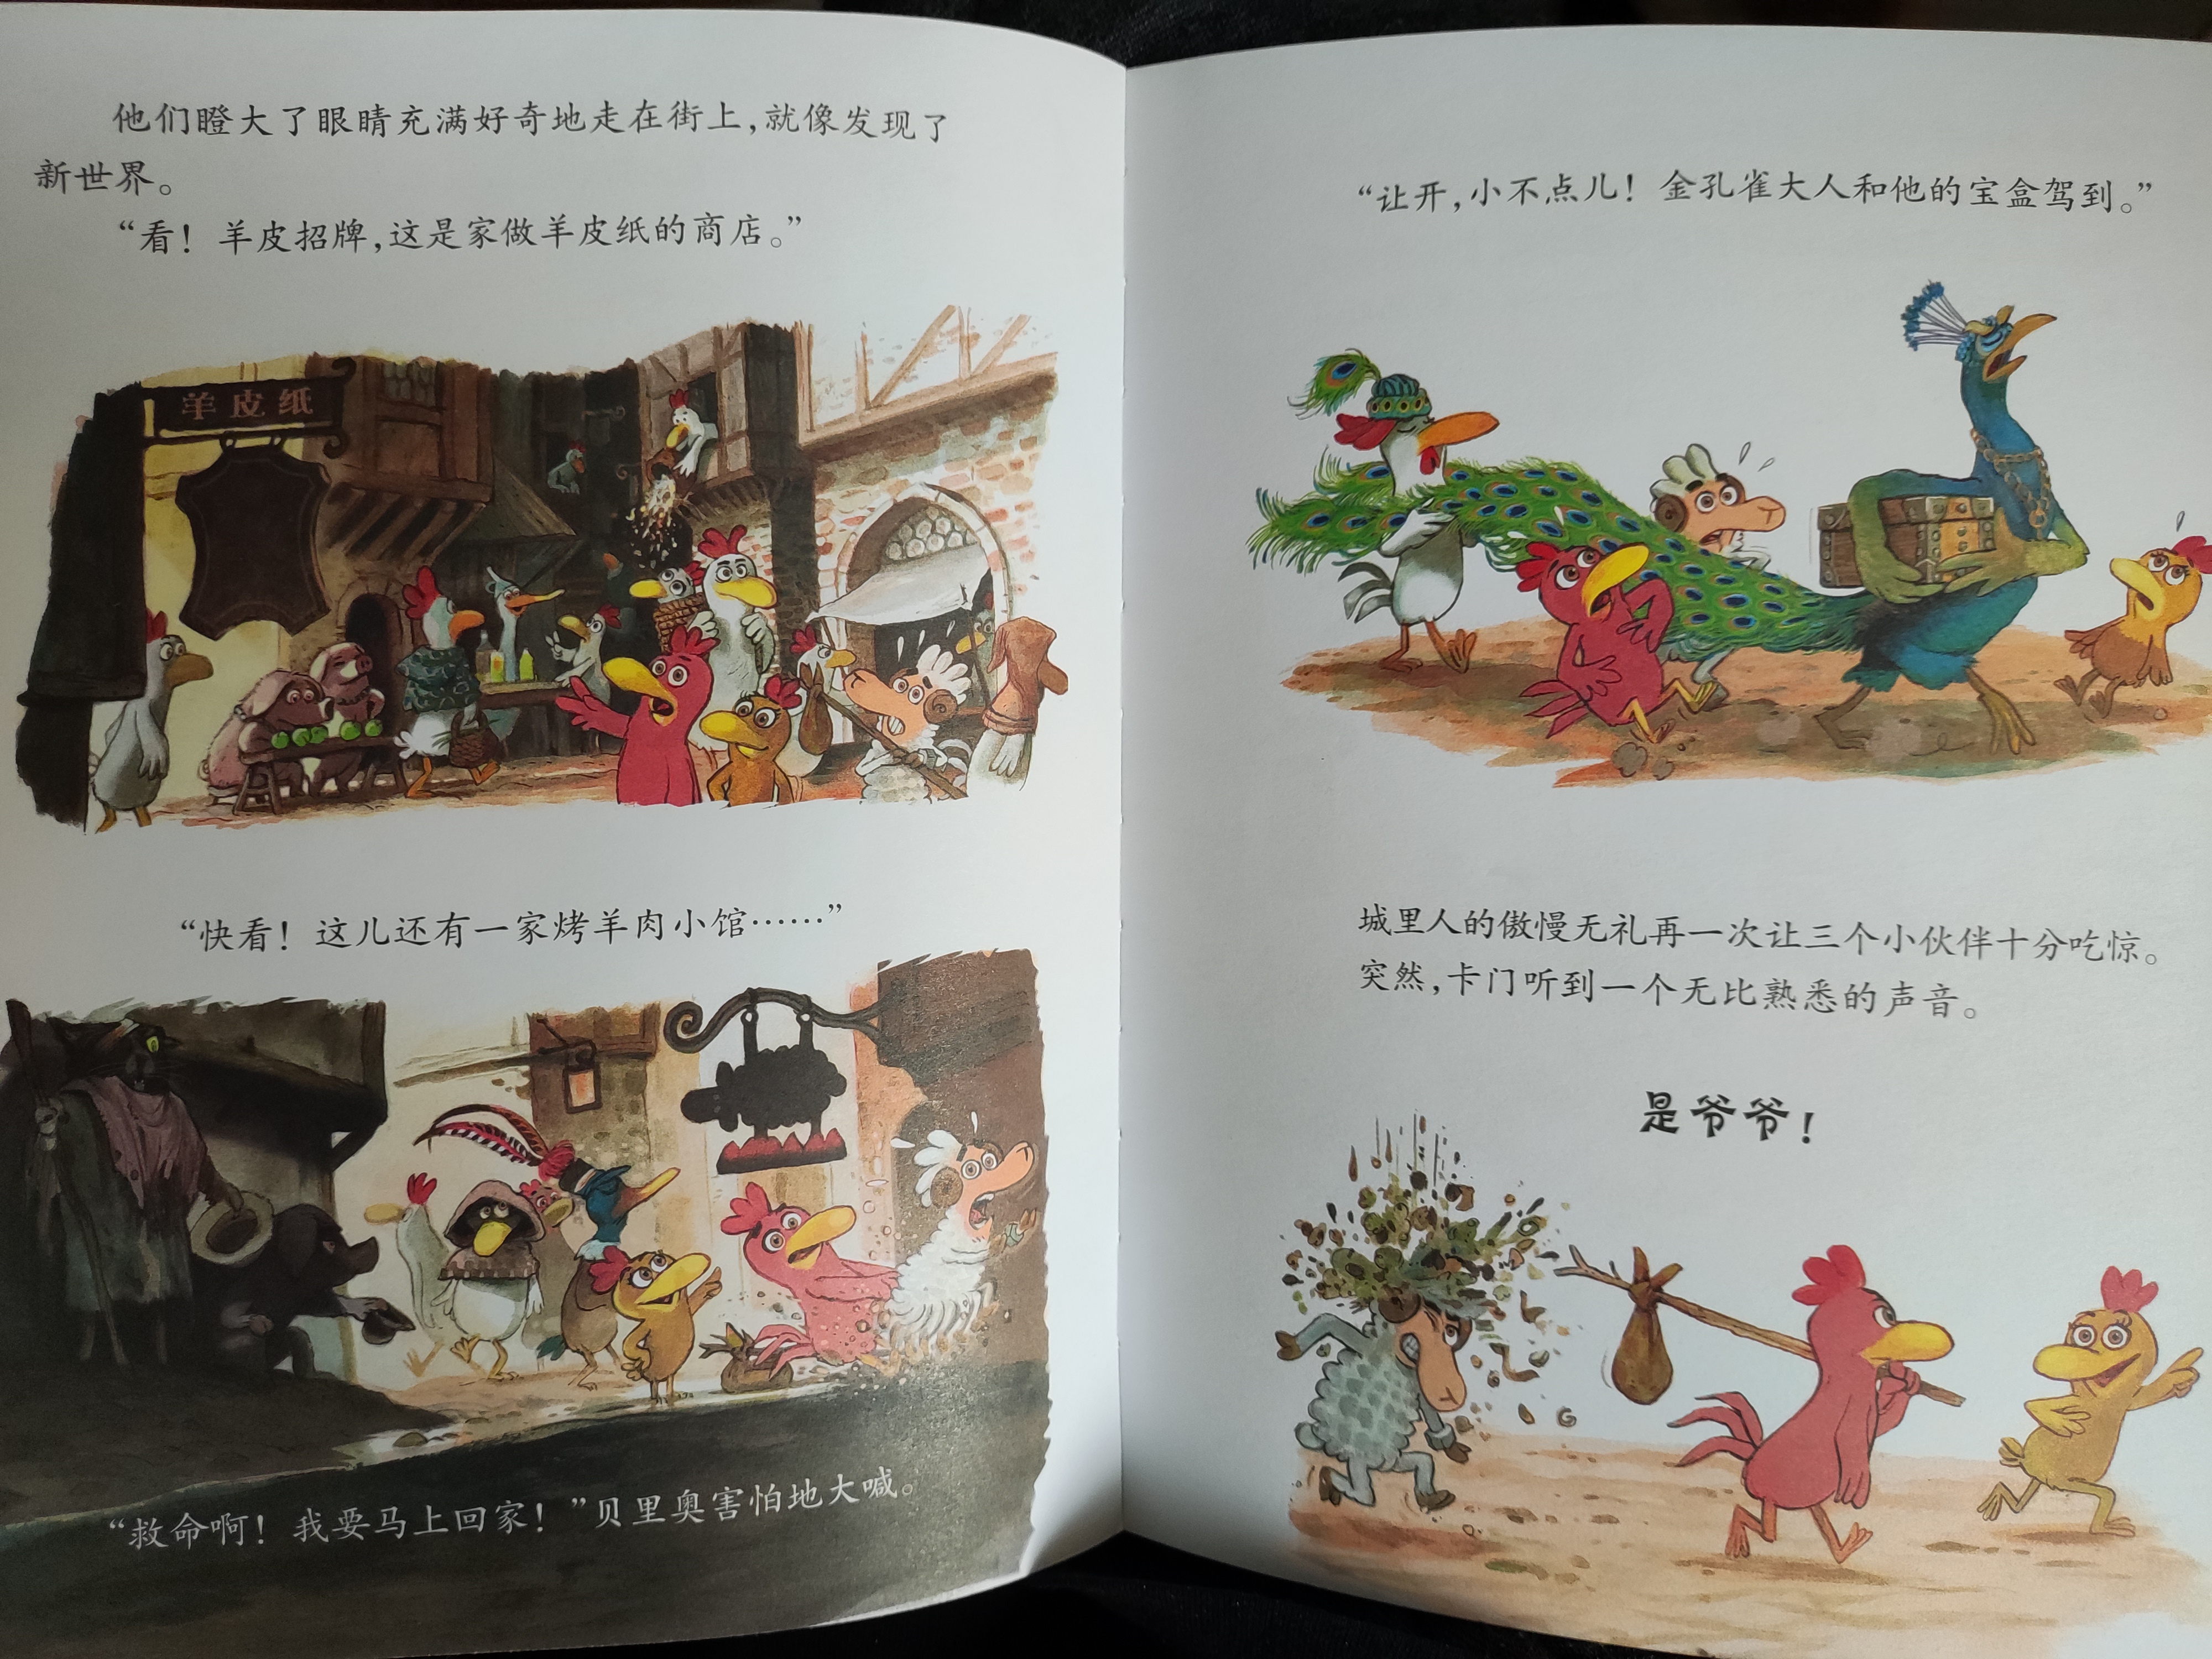 他们瞪大了眼睛充满好奇地走在街上，就像发现了
新世界。
“看！羊皮招牌，这是家做羊皮纸的商店。”
羊皮纸
“快看！这儿还有一家烤羊肉小馆……”
“救命啊！我要马上回家！”贝里奥害怕地大喊。
“让开，小不点儿！金孔雀大人和他的宝盒驾到。”
城里人的傲慢无礼再一次让三个小伙伴十分吃惊。
突然，卡门听到一个无比熟悉的声音。
是爷爷！